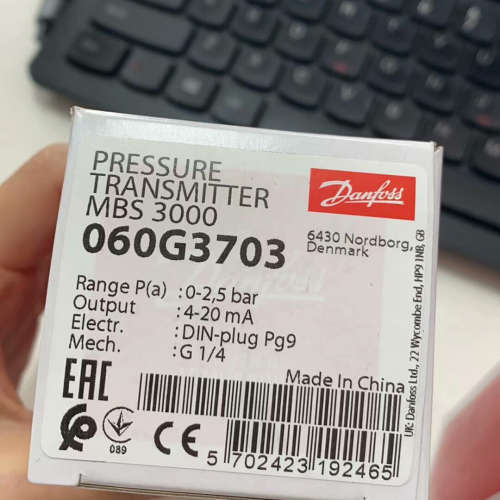 PRESSURE
TRANSMITTER
MBS 3000
060G3703
Danfoss
6430 Nordborg,
Denmark
Range P(a) :0-2,5 bar
Output :4-20 mA
Electr. :DIN-plug Pg9
Mech. :G 1/4
Made In China
EAC
089
CE
5 702423 192465
UK: Danfoss Ltd., 22 Wycombe End, HP9 1NB, GB